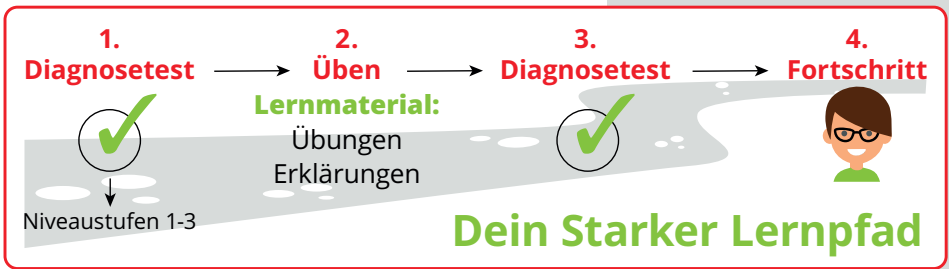 1.
Diagnosetest
2.
Üben
3.
Diagnosetest
4.
Fortschritt
Lernmaterial:
Übungen
Erklärungen
Niveaustufen 1-3
Dein Starker Lernpfad